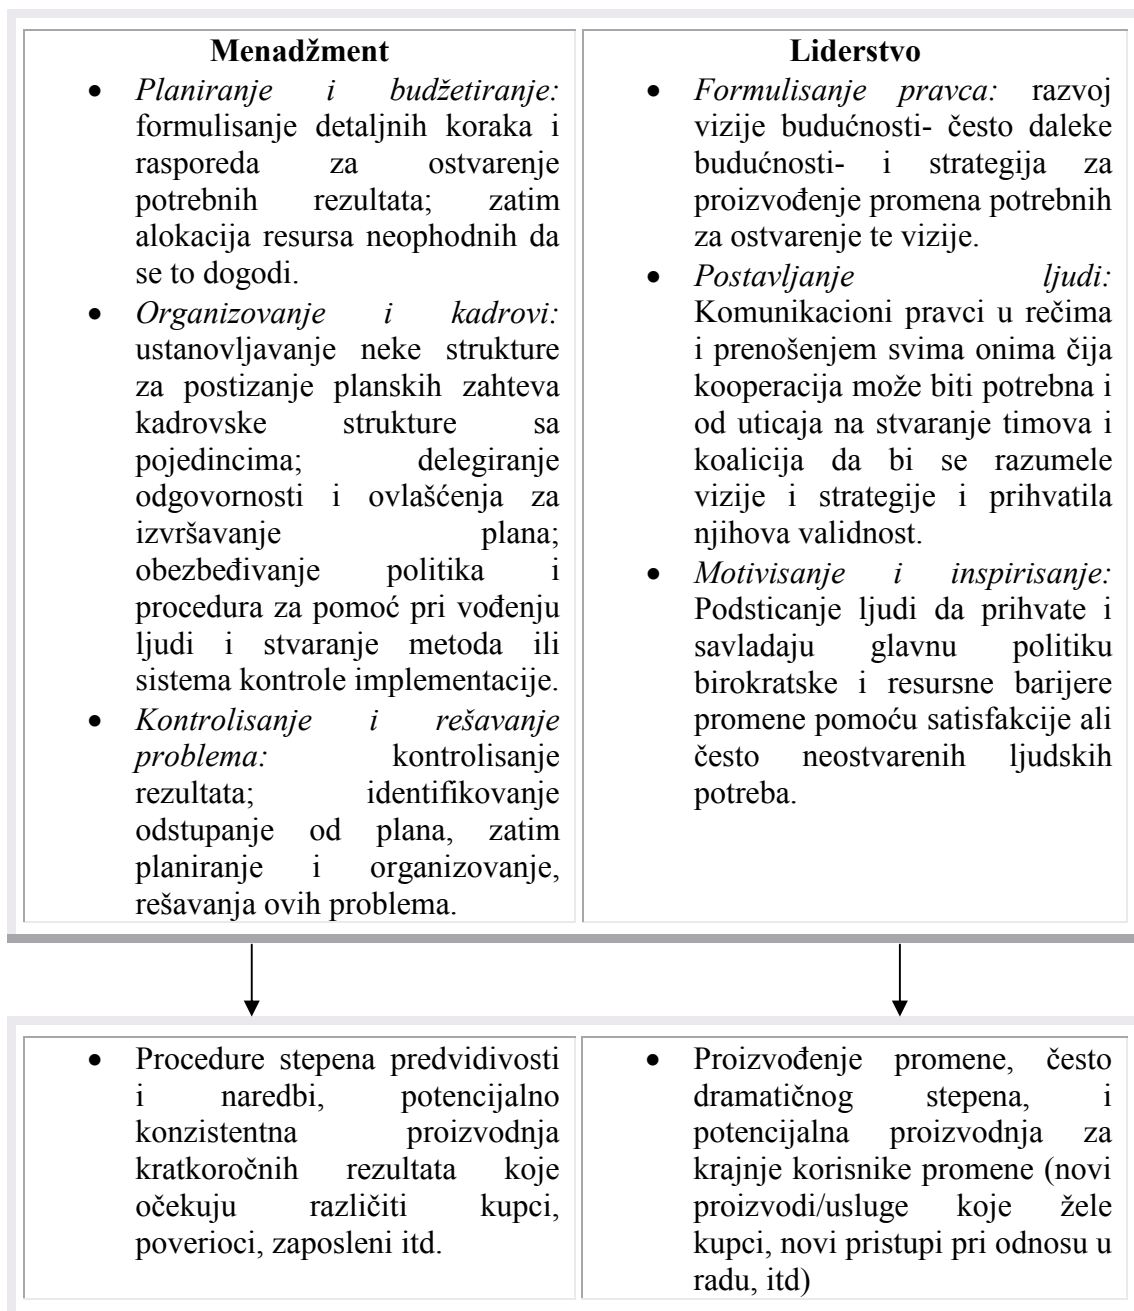 Menadžment
• Planiranje i budžetiranje:
formulisanje detaljnih koraka i
rasporeda za ostvarenje
potrebnih rezultata; zatim
alokacija resursa neophodnih da
se to dogodi.
• Organizovanje i kadrovi:
ustanovljavanje neke strukture
za postizanje planskih zahteva
kadrovske strukture sa
pojedincima; delegiranje
odgovornosti i ovlašćenja za
izvršavanje plana;
obezbeđivanje politika i
procedura za pomoć pri vođenju
ljudi i stvaranje metoda ili
sistema kontrole implementacije.
• Kontrolisanje i rešavanje
problema: kontrolisanje
rezultata; identifikovanje
odstupanje od plana, zatim
planiranje i organizovanje,
rešavanja ovih problema.
Liderstvo
• Formulisanje pravca: razvoj
vizije budućnosti- često daleke
budućnosti- i strategija za
proizvođenje promena potrebnih
za ostvarenje te vizije.
• Postavljanje ljudi:
Komunikacioni pravci u rečima
i prenošenjem svima onima čija
kooperacija može biti potrebna i
od uticaja na stvaranje timova i
koalicija da bi se razumele
vizije i strategije i prihvatila
njihova validnost.
• Motivisanje i inspirisanje:
Podsticanje ljudi da prihvate i
savladaju glavnu politiku
birokratske i resursne barijere
promene pomoću satisfakcije ali
često neostvarenih ljudskih
potreba.
• Procedure stepena predvidivosti
i naredbi, potencijalno
konzistentna proizvodnja
kratkoročnih rezultata koje
očekuju različiti kupci,
poverioci, zaposleni itd.
• Proizvođenje promene, često
dramatičnog stepena, i
potencijalna proizvodnja za
krajnje korisnike promene (novi
proizvodi/usluge koje žele
kupci, novi pristupi pri odnosu u
radu, itd)